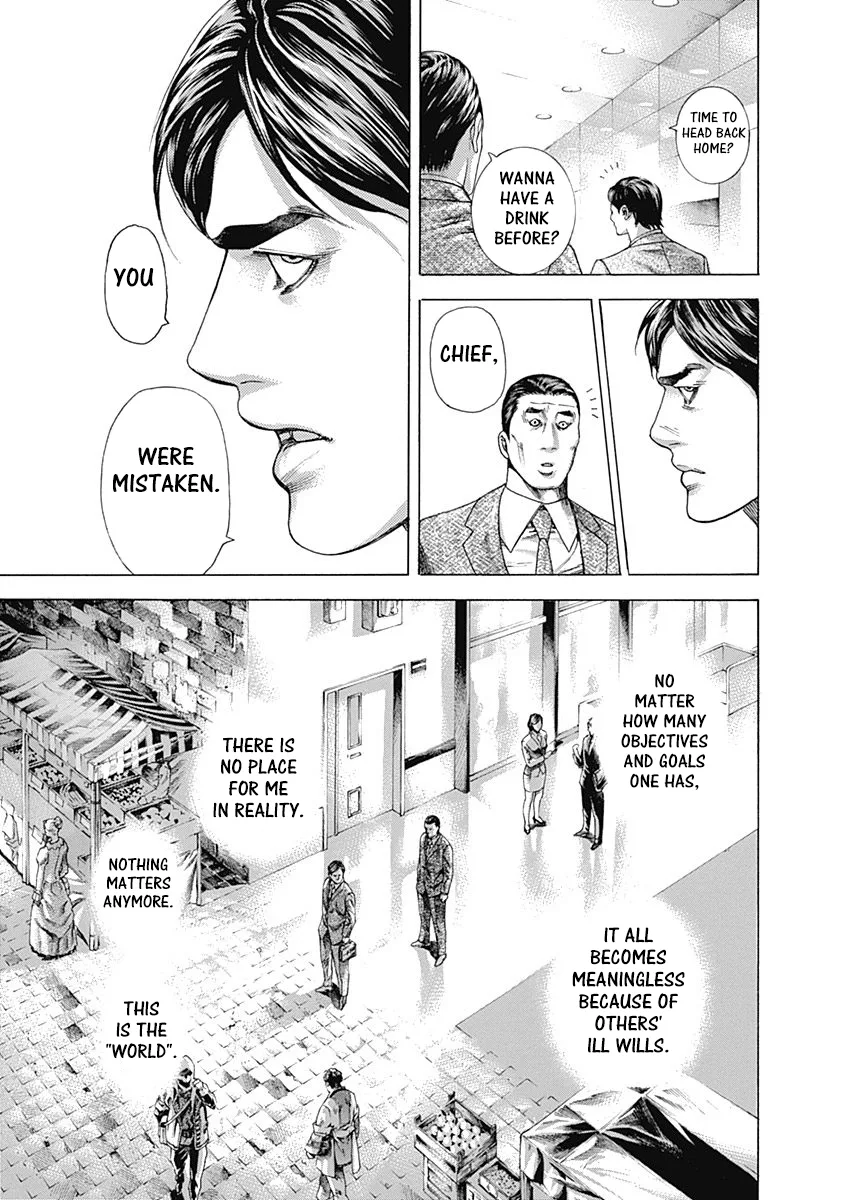 TIME TO
HEAD BACK
HOME?
WANNA
HAVE A
DRINK
BEFORE?
CHIEF,
YOU
WERE
MISTAKEN.
NO
MATTER
HOW MANY
OBJECTIVES
AND GOALS
ONE HAS,
IT ALL
BECOMES
MEANINGLESS
BECAUSE OF
OTHERS'
ILL WILLS.
THERE IS
NO PLACE
FOR ME
IN REALITY.
NOTHING
MATTERS
ANYMORE.
THIS
IS THE
"WORLD".